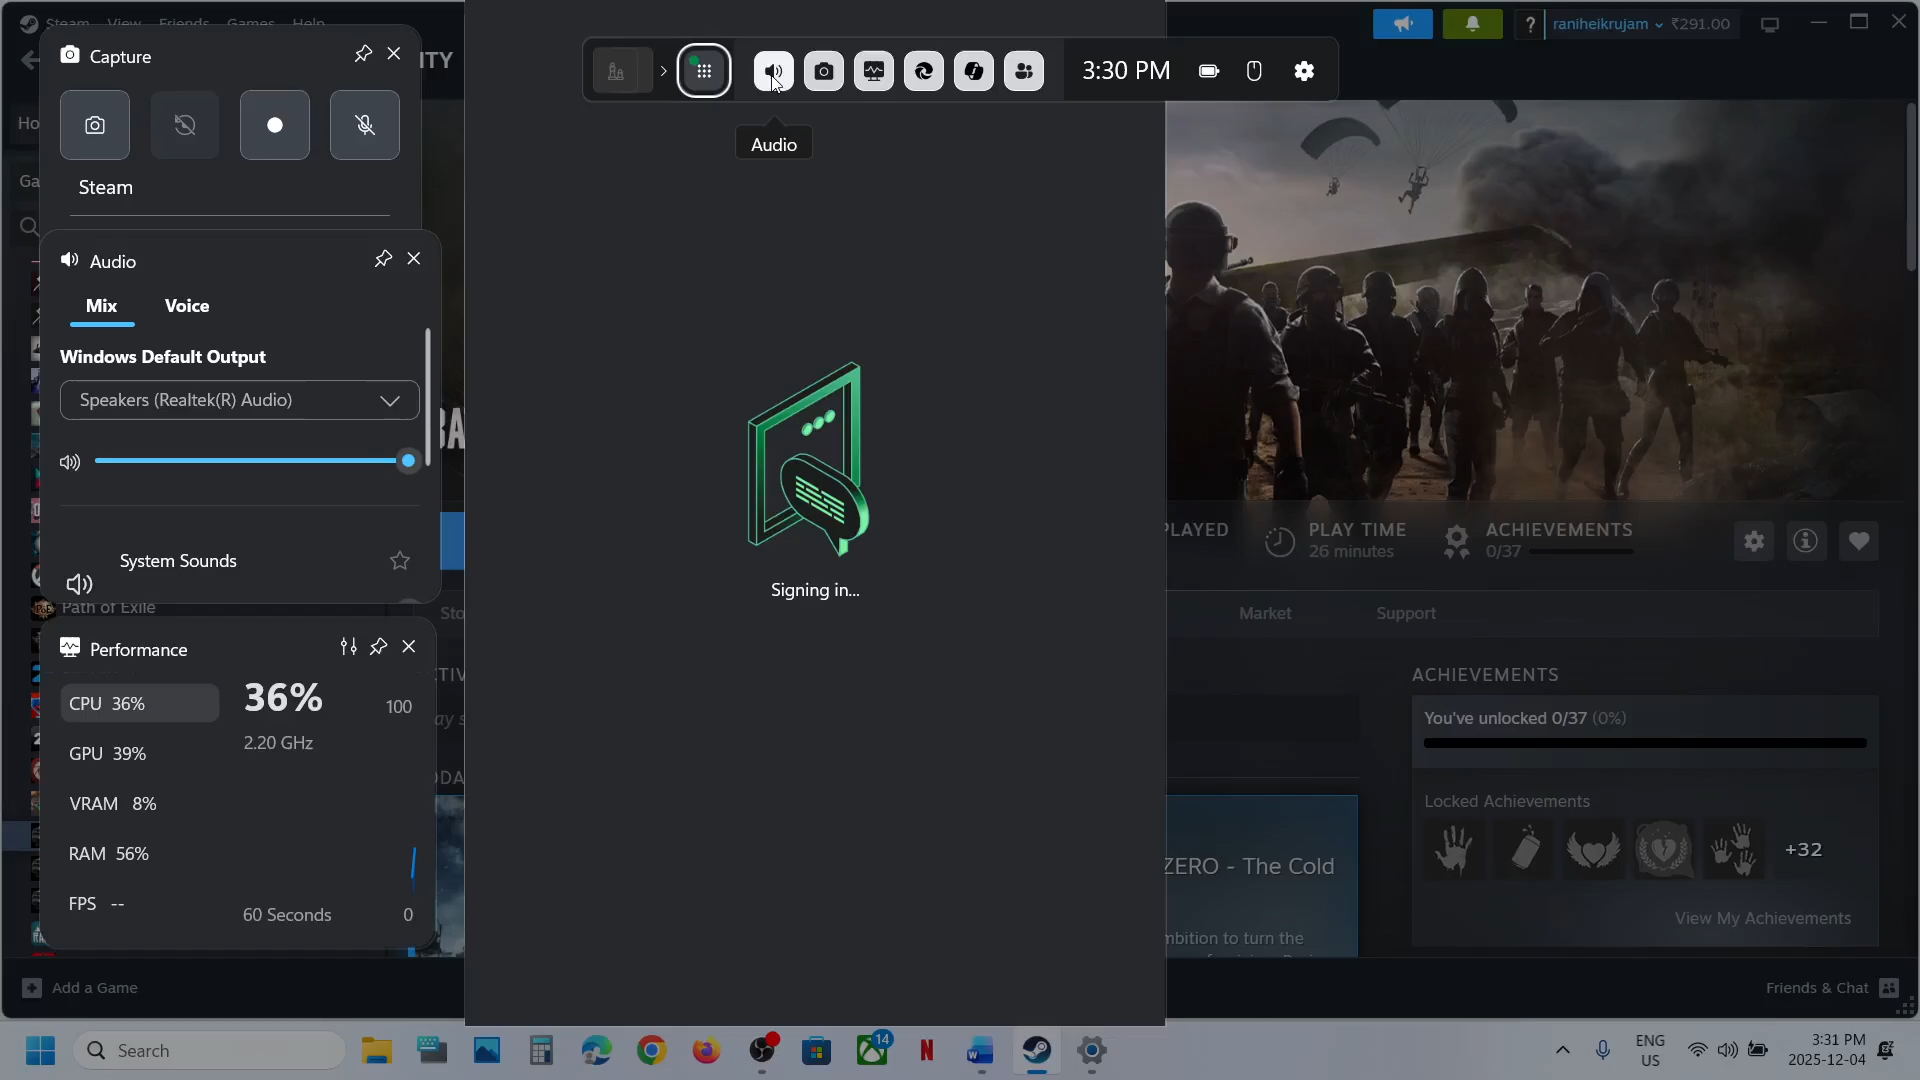 Steam View Friends Games Help
raniheikrujam ₹291.00
Capture
3:30 PM
Audio
Steam
Audio
Mix Voice
Windows Default Output
Speakers (Realtek(R) Audio)
System Sounds
Path of Exile
Signing in...
PLAYED
PLAY TIME
26 minutes
ACHIEVEMENTS
0/37
Market Support
Performance
CPU 36%
36%
100
2.20 GHz
GPU 39%
VRAM 8%
RAM 56%
FPS --
60 Seconds
0
ACHIEVEMENTS
You've unlocked 0/37 (0%)
Locked Achievements
+32
View My Achievements
ZERO - The Cold
mbition to turn the
Add a Game
Friends & Chat
Search
14
ENG
US
3:31 PM
2025-12-04